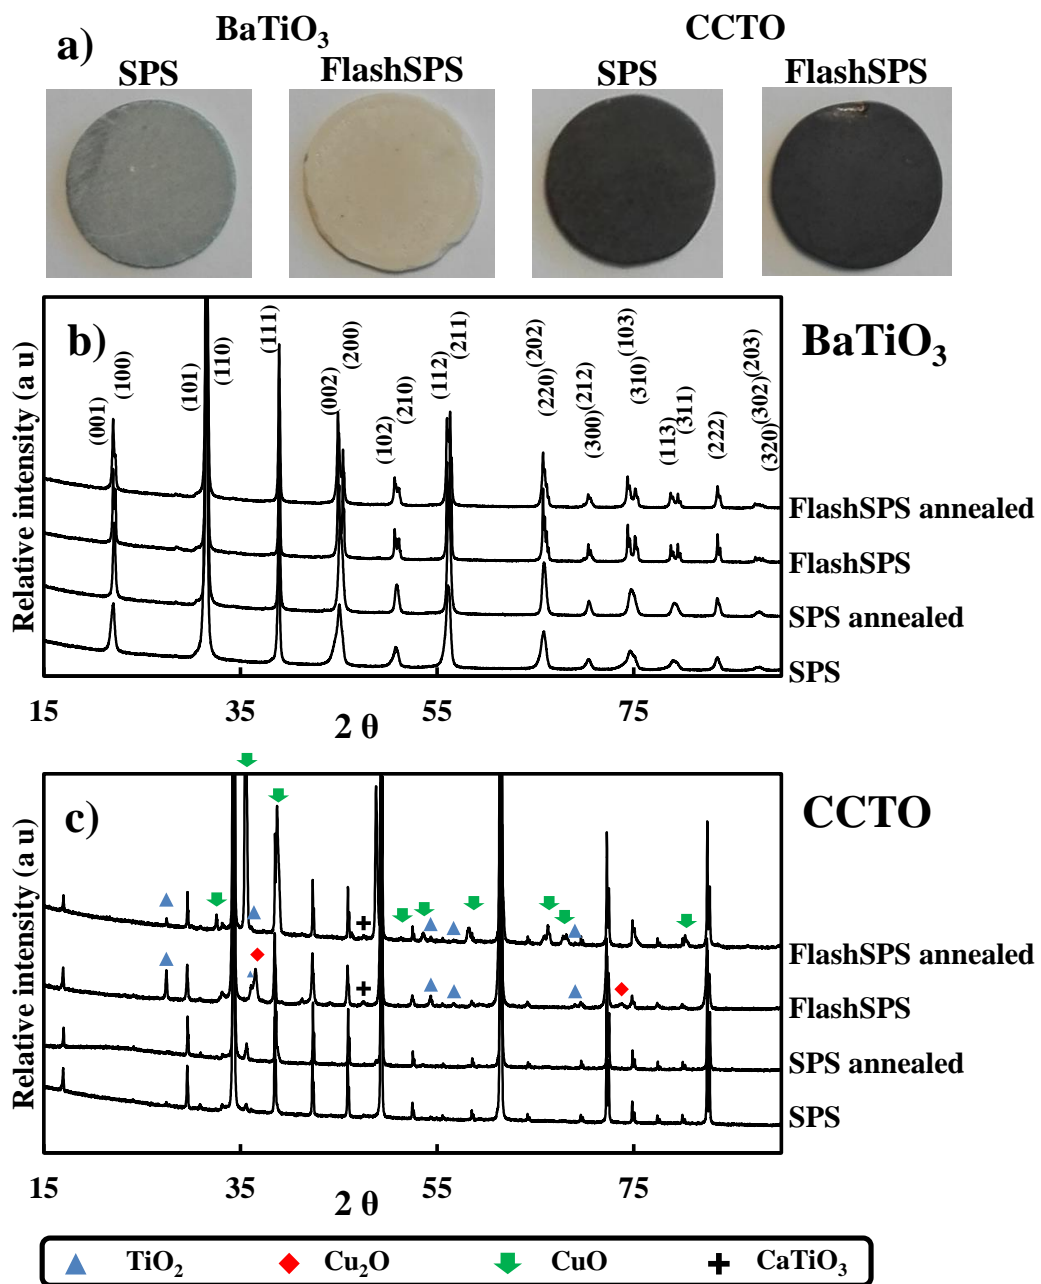 a)
BaTiO₃
CCTO
SPS
FlashSPS
SPS
FlashSPS
b)
BaTiO₃
Relative intensity (a u)
(001)
(100)
(101)
(110)
(111)
(002)
(200)
(102)
(210)
(112)
(211)
(202)
(220)
(212)
(300)
(103)
(310)
(113)
(311)
(222)
(203)
(302)
(320)
FlashSPS annealed
FlashSPS
SPS annealed
SPS
15 35 55 75
2 θ
c)
CCTO
Relative intensity (a u)
FlashSPS annealed
FlashSPS
SPS annealed
SPS
15 35 55 75
2 θ
TiO₂ Cu₂O CuO CaTiO₃